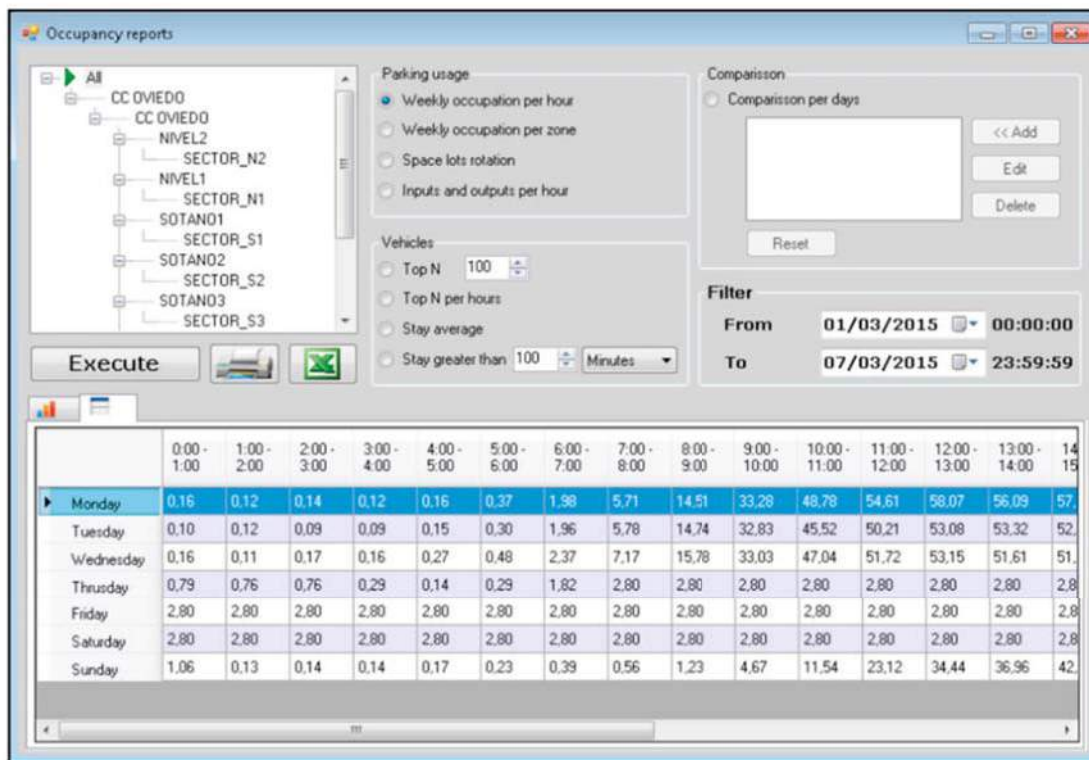 Occupancy reports
All
CC OVIEDO
CC OVIEDO
NIVEL2
SECTOR_N2
NIVEL1
SECTOR_N1
SOTANO1
SECTOR_S1
SOTANO2
SECTOR_S2
SOTANO3
SECTOR_S3
Execute
Parking usage
Weekly occupation per hour
Weekly occupation per zone
Space lots rotation
Inputs and outputs per hour
Vehicles
Top N 100
Top N per hours
Stay average
Stay greater than 100 Minutes
Comparisson
Comparisson per days
<< Add
Edit
Delete
Reset
Filter
From 01/03/2015 00:00:00
To 07/03/2015 23:59:59
0:00 - 1:00 - 2:00 - 3:00 - 4:00 - 5:00 - 6:00 - 7:00 - 8:00 - 9:00 - 10:00 - 11:00 - 12:00 - 13:00 - 14
1:00 2:00 3:00 4:00 5:00 6:00 7:00 8:00 9:00 10:00 11:00 12:00 13:00 14:00 15
Monday 0,16 0,12 0,14 0,12 0,16 0,37 1,98 5,71 14,51 33,28 48,78 54,61 58,07 56,09 57,
Tuesday 0,10 0,12 0,09 0,09 0,15 0,30 1,96 5,78 14,74 32,83 45,52 50,21 53,08 53,32 52,
Wednesday 0,16 0,11 0,17 0,16 0,27 0,48 2,37 7,17 15,78 33,03 47,04 51,72 53,15 51,61 51,
Thrusday 0,79 0,76 0,76 0,29 0,14 0,29 1,82 2,80 2,80 2,80 2,80 2,80 2,80 2,80 2,8
Friday 2,80 2,80 2,80 2,80 2,80 2,80 2,80 2,80 2,80 2,80 2,80 2,80 2,80 2,80 2,8
Saturday 2,80 2,80 2,80 2,80 2,80 2,80 2,80 2,80 2,80 2,80 2,80 2,80 2,80 2,80 2,8
Sunday 1,06 0,13 0,14 0,14 0,17 0,23 0,39 0,56 1,23 4,67 11,54 23,12 34,44 36,96 42,